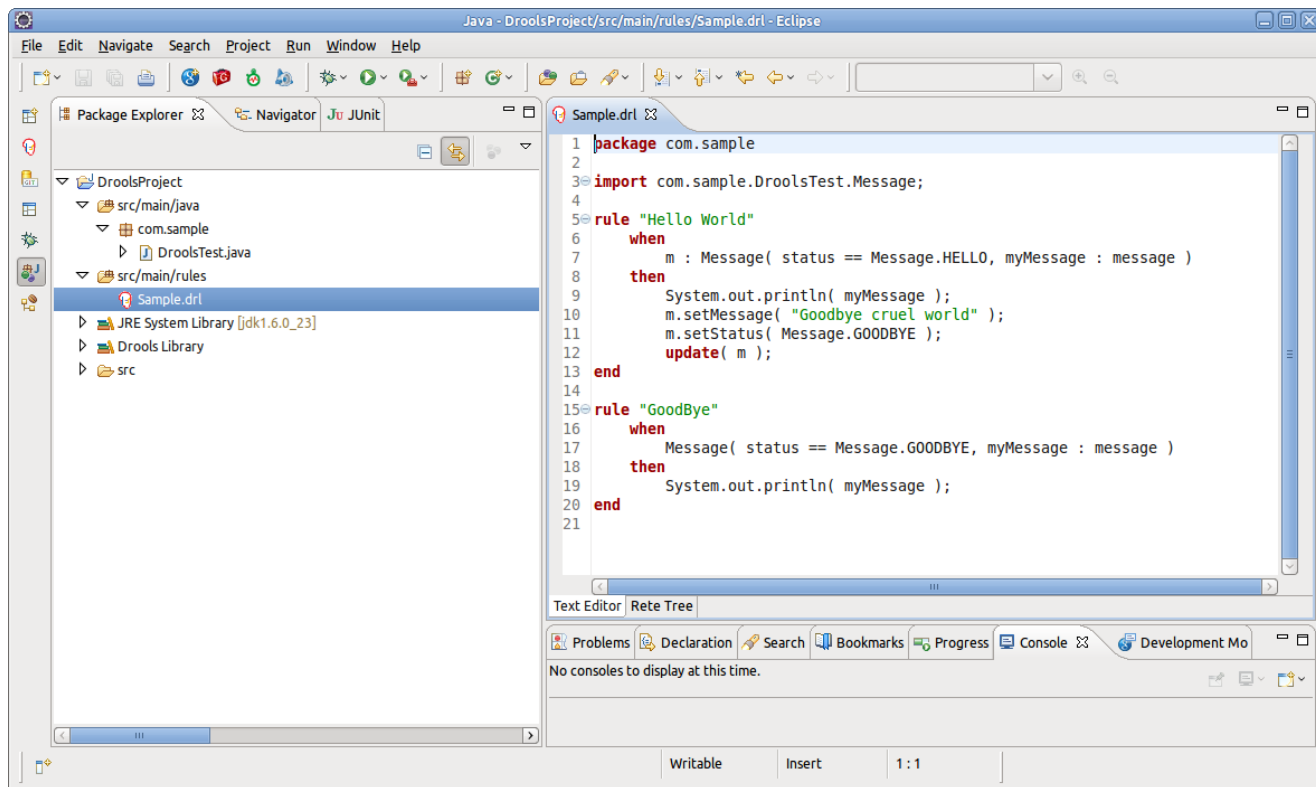 Java - DroolsProject/src/main/rules/Sample.drl - Eclipse
File Edit Navigate Search Project Run Window Help
Package Explorer Navigator JUnit
DroolsProject
src/main/java
com.sample
DroolsTest.java
src/main/rules
Sample.drl
JRE System Library [jdk1.6.0_23]
Drools Library
src
Sample.drl
1 package com.sample
2
3 import com.sample.DroolsTest.Message;
4
5 rule "Hello World"
6 when
7 m : Message( status == Message.HELLO, myMessage : message )
8 then
9 System.out.println( myMessage );
10 m.setMessage( "Goodbye cruel world" );
11 m.setStatus( Message.GOODBYE );
12 update( m );
13 end
14
15 rule "GoodBye"
16 when
17 Message( status == Message.GOODBYE, myMessage : message )
18 then
19 System.out.println( myMessage );
20 end
21
Text Editor Rete Tree
Problems Declaration Search Bookmarks Progress Console Development Mo
No consoles to display at this time.
Writable Insert 1 : 1